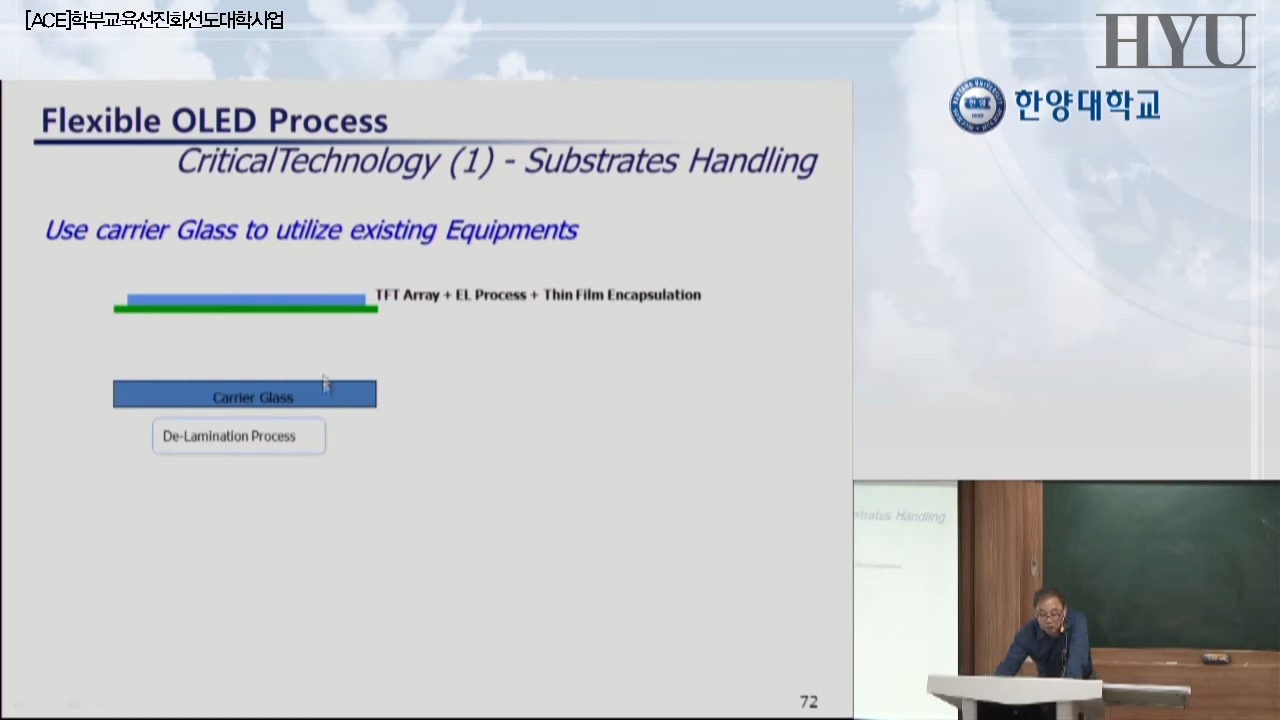 [ACE]학부교육선진화선도대학사업
HYU
한양대학교
Flexible OLED Process
CriticalTechnology (1) - Substrates Handling
Use carrier Glass to utilize existing Equipments
TFT Array + EL Process + Thin Film Encapsulation
Carrier Glass
De-Lamination Process
strates Handling
72